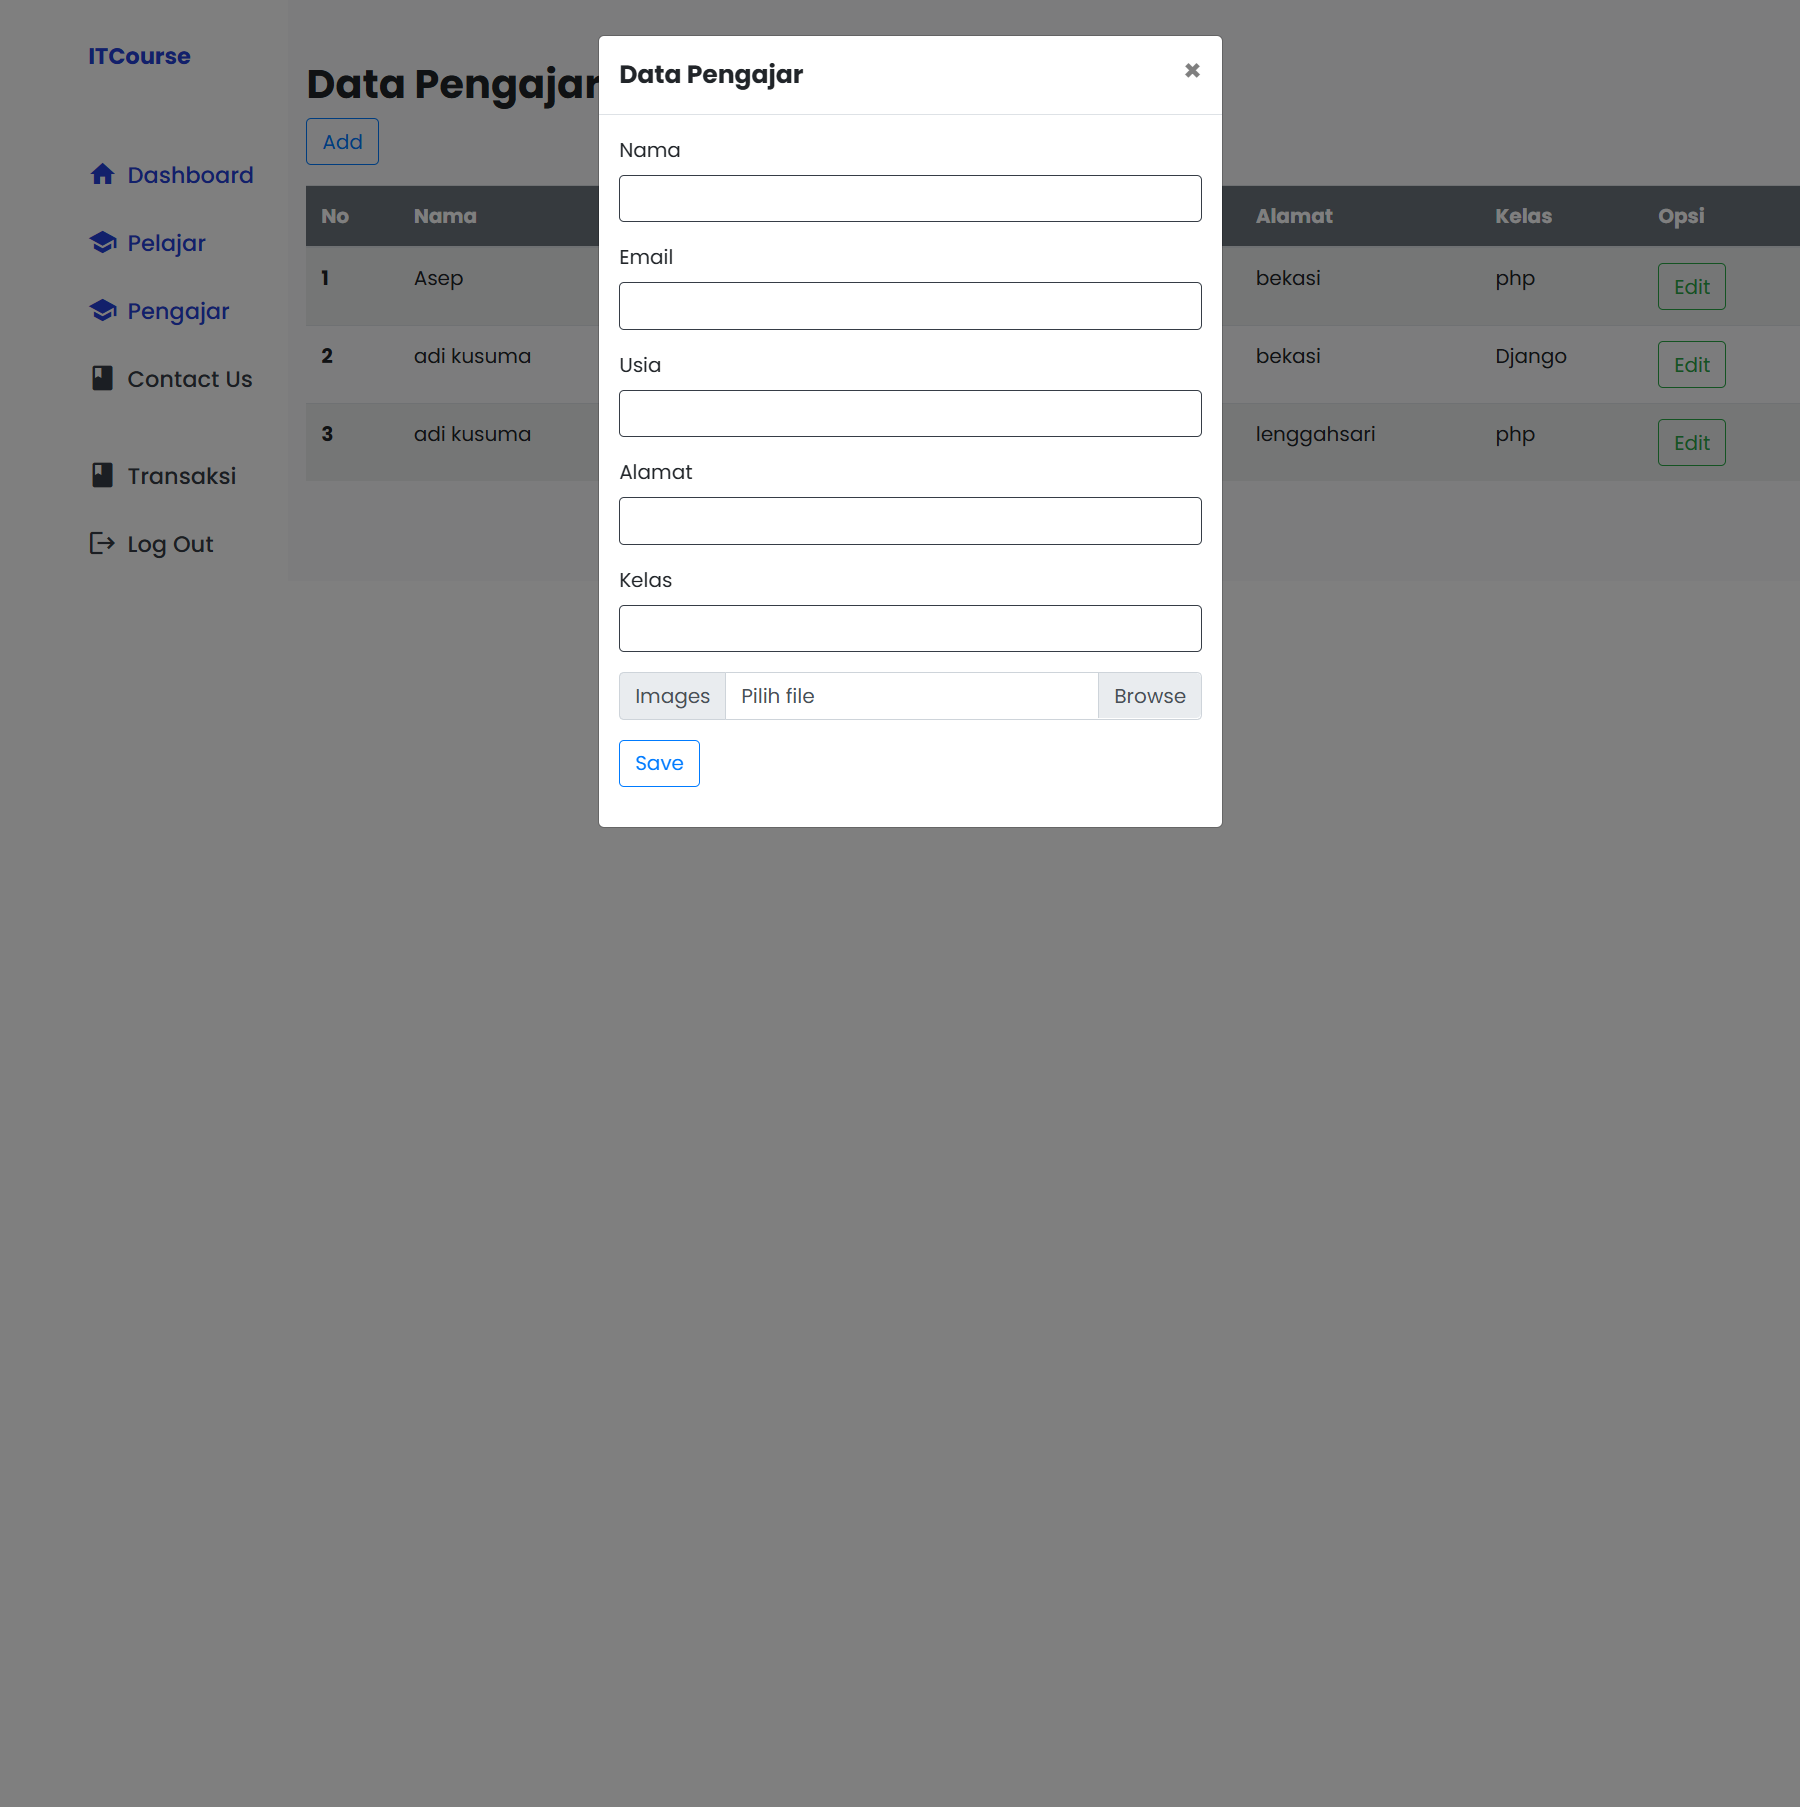 ITCourse
Dashboard
Pelajar
Pengajar
Contact Us
Transaksi
Log Out
Data Pengajar
Add
No Nama Alamat Kelas Opsi
1 Asep bekasi php Edit
2 adi kusuma bekasi Django Edit
3 adi kusuma lenggahsari php Edit
Data Pengajar ×
Nama
Email
Usia
Alamat
Kelas
Images Pilih file Browse
Save